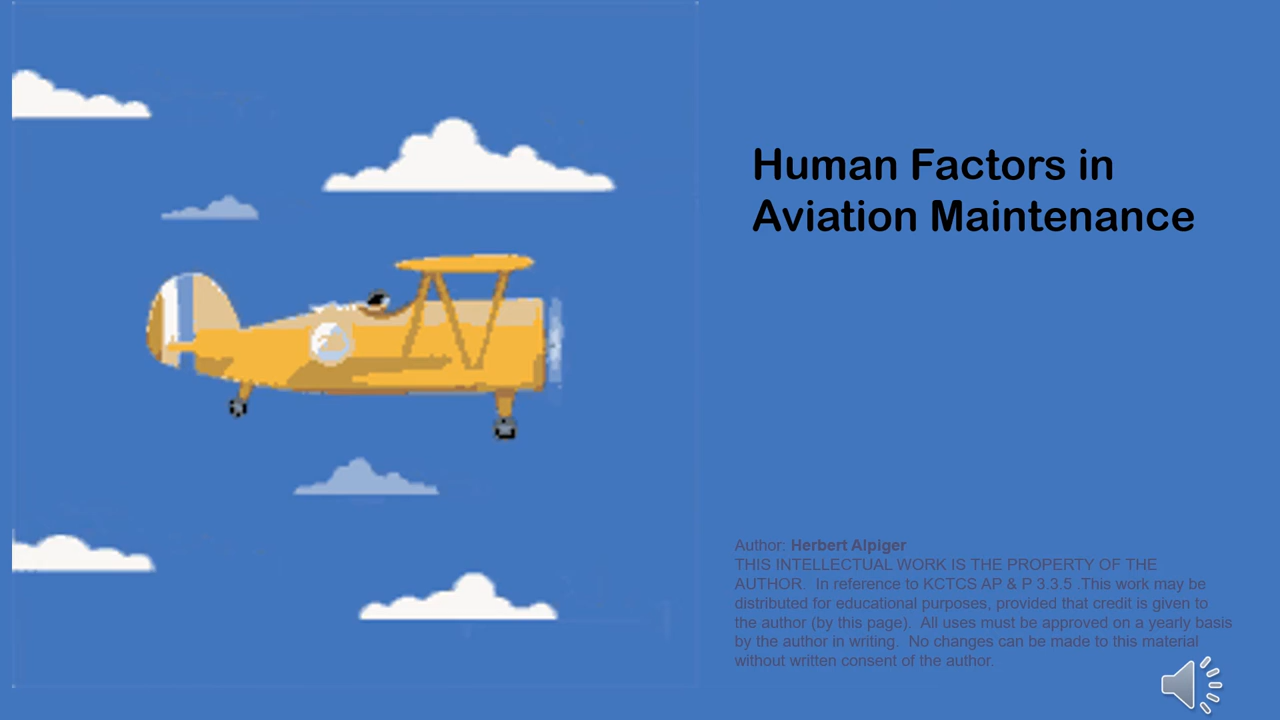 Human Factors in
Aviation Maintenance
Author: Herbert Alpiger
THIS INTELLECTUAL WORK IS THE PROPERTY OF THE
AUTHOR.  In reference to KCTCS AP & P 3.3.5 .This work may be
distributed for educational purposes, provided that credit is given to
the author (by this page).  All uses must be approved on a yearly basis
by the author in writing.  No changes can be made to this material
without written consent of the author.